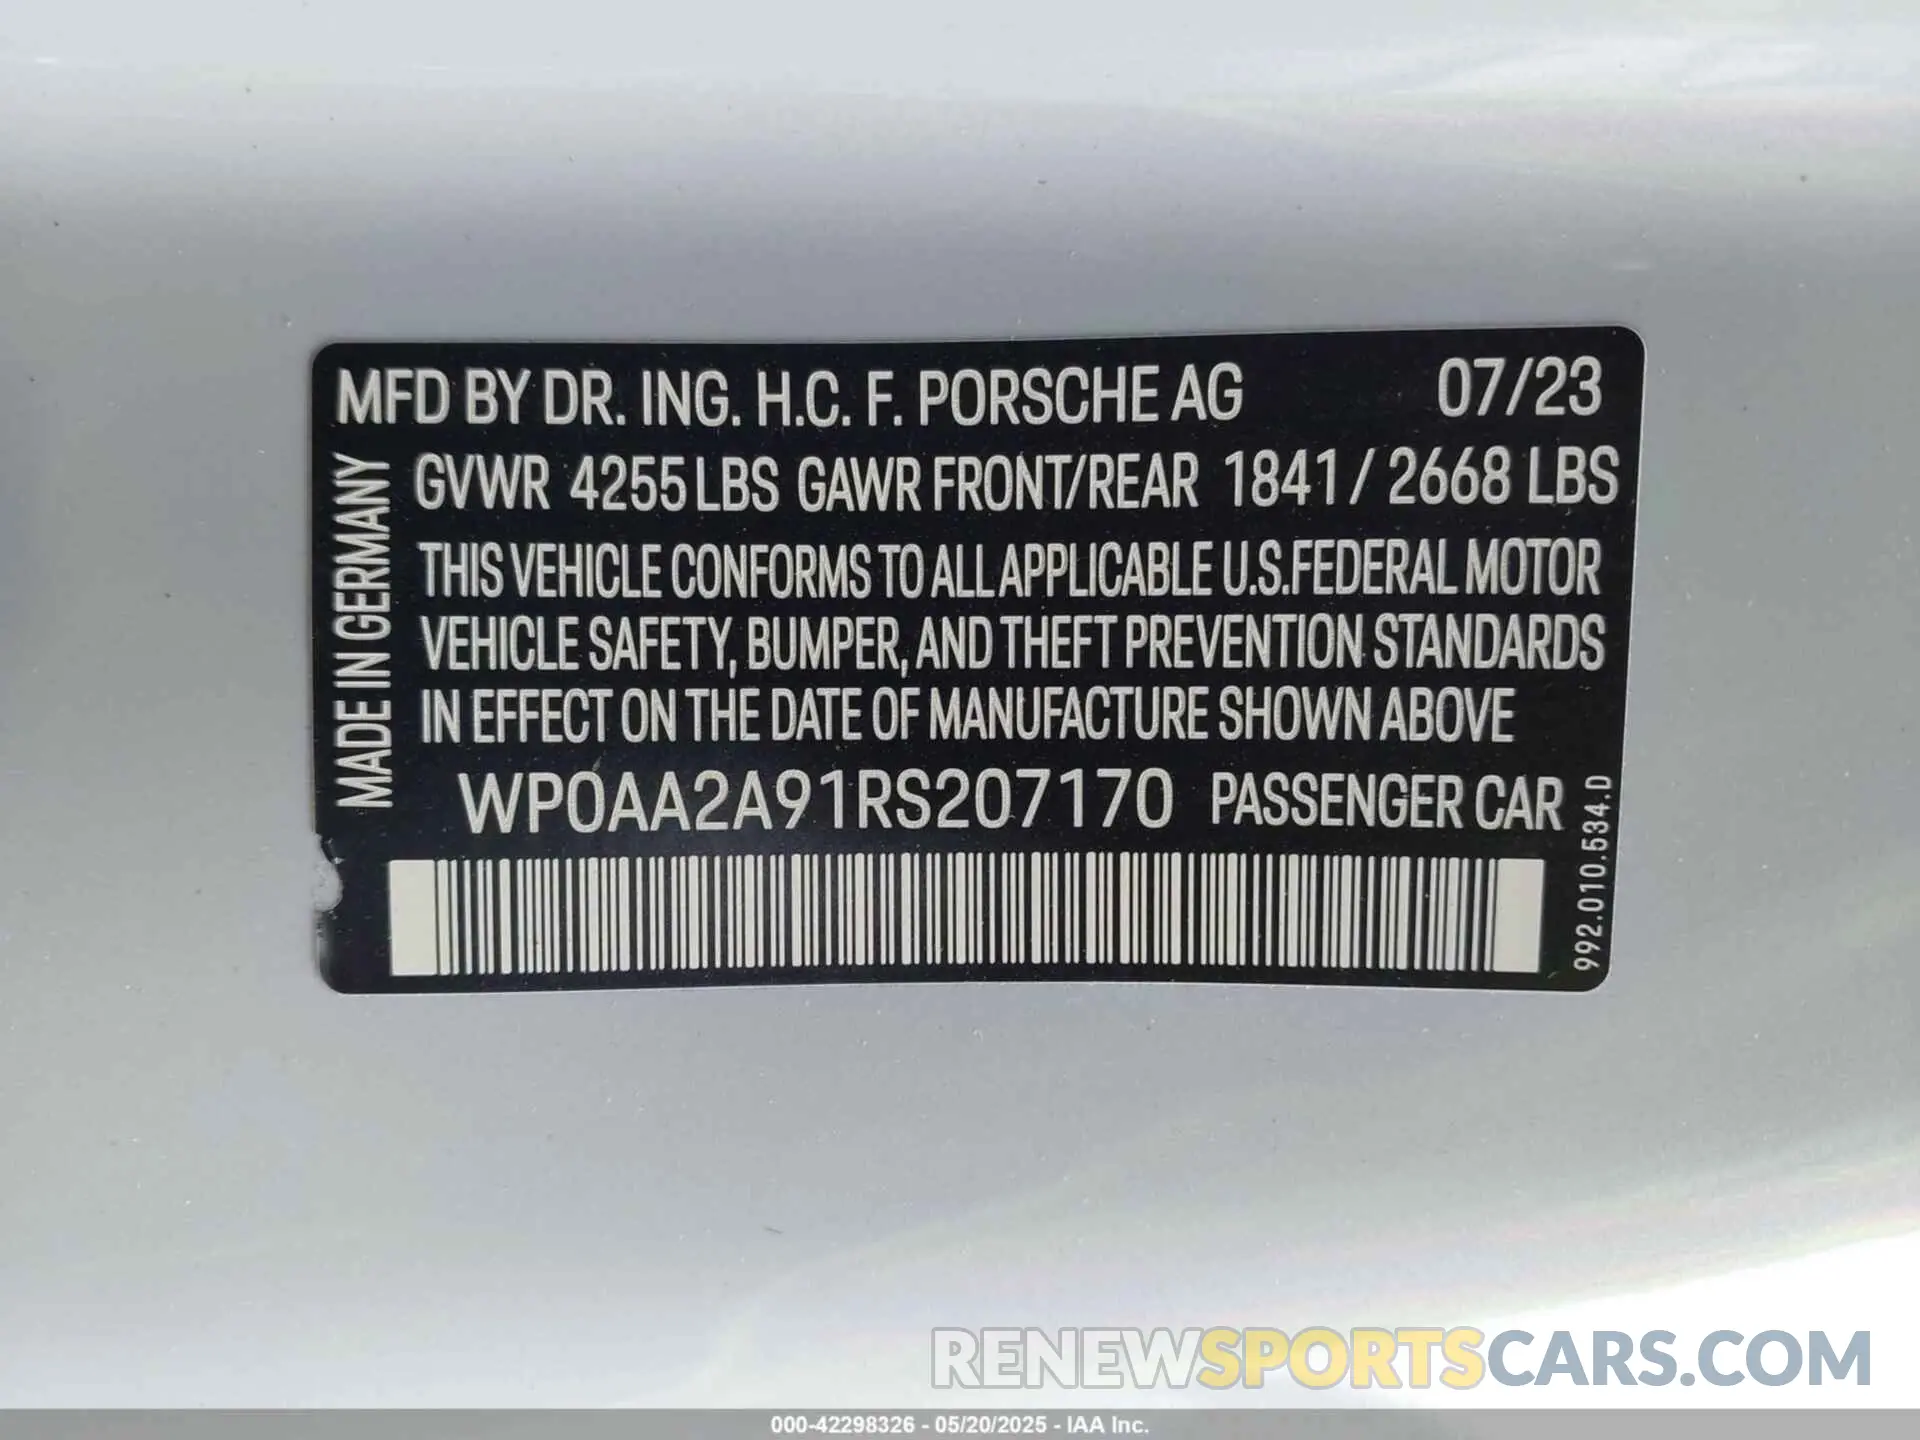 MFD BY DR. ING. H.C. F. PORSCHE AG 07/23
GVWR 4255 LBS GAWR FRONT/REAR 1841 / 2668 LBS
THIS VEHICLE CONFORMS TO ALL APPLICABLE U.S. FEDERAL MOTOR
VEHICLE SAFETY, BUMPER, AND THEFT PREVENTION STANDARDS
IN EFFECT ON THE DATE OF MANUFACTURE SHOWN ABOVE
WP0AA2A91RS207170 PASSENGER CAR
MADE IN GERMANY
992.010.534.D
RENEWSPORTSCARS.COM
000-42298326 - 05/20/2025 - IAA Inc.